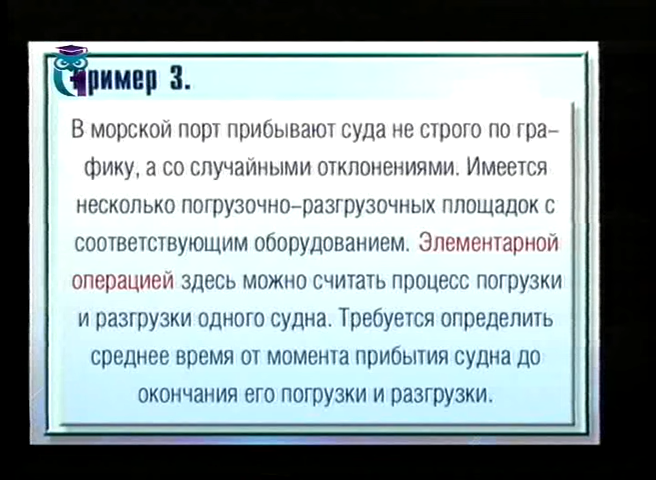 Пример 3.
В морской порт прибывают суда не строго по гра–
фику, а со случайными отклонениями. Имеется
несколько погрузочно–разгрузочных площадок с
соответствующим оборудованием. Элементарной
операцией здесь можно считать процесс погрузки
и разгрузки одного судна. Требуется определить
среднее время от момента прибытия судна до
окончания его погрузки и разгрузки.